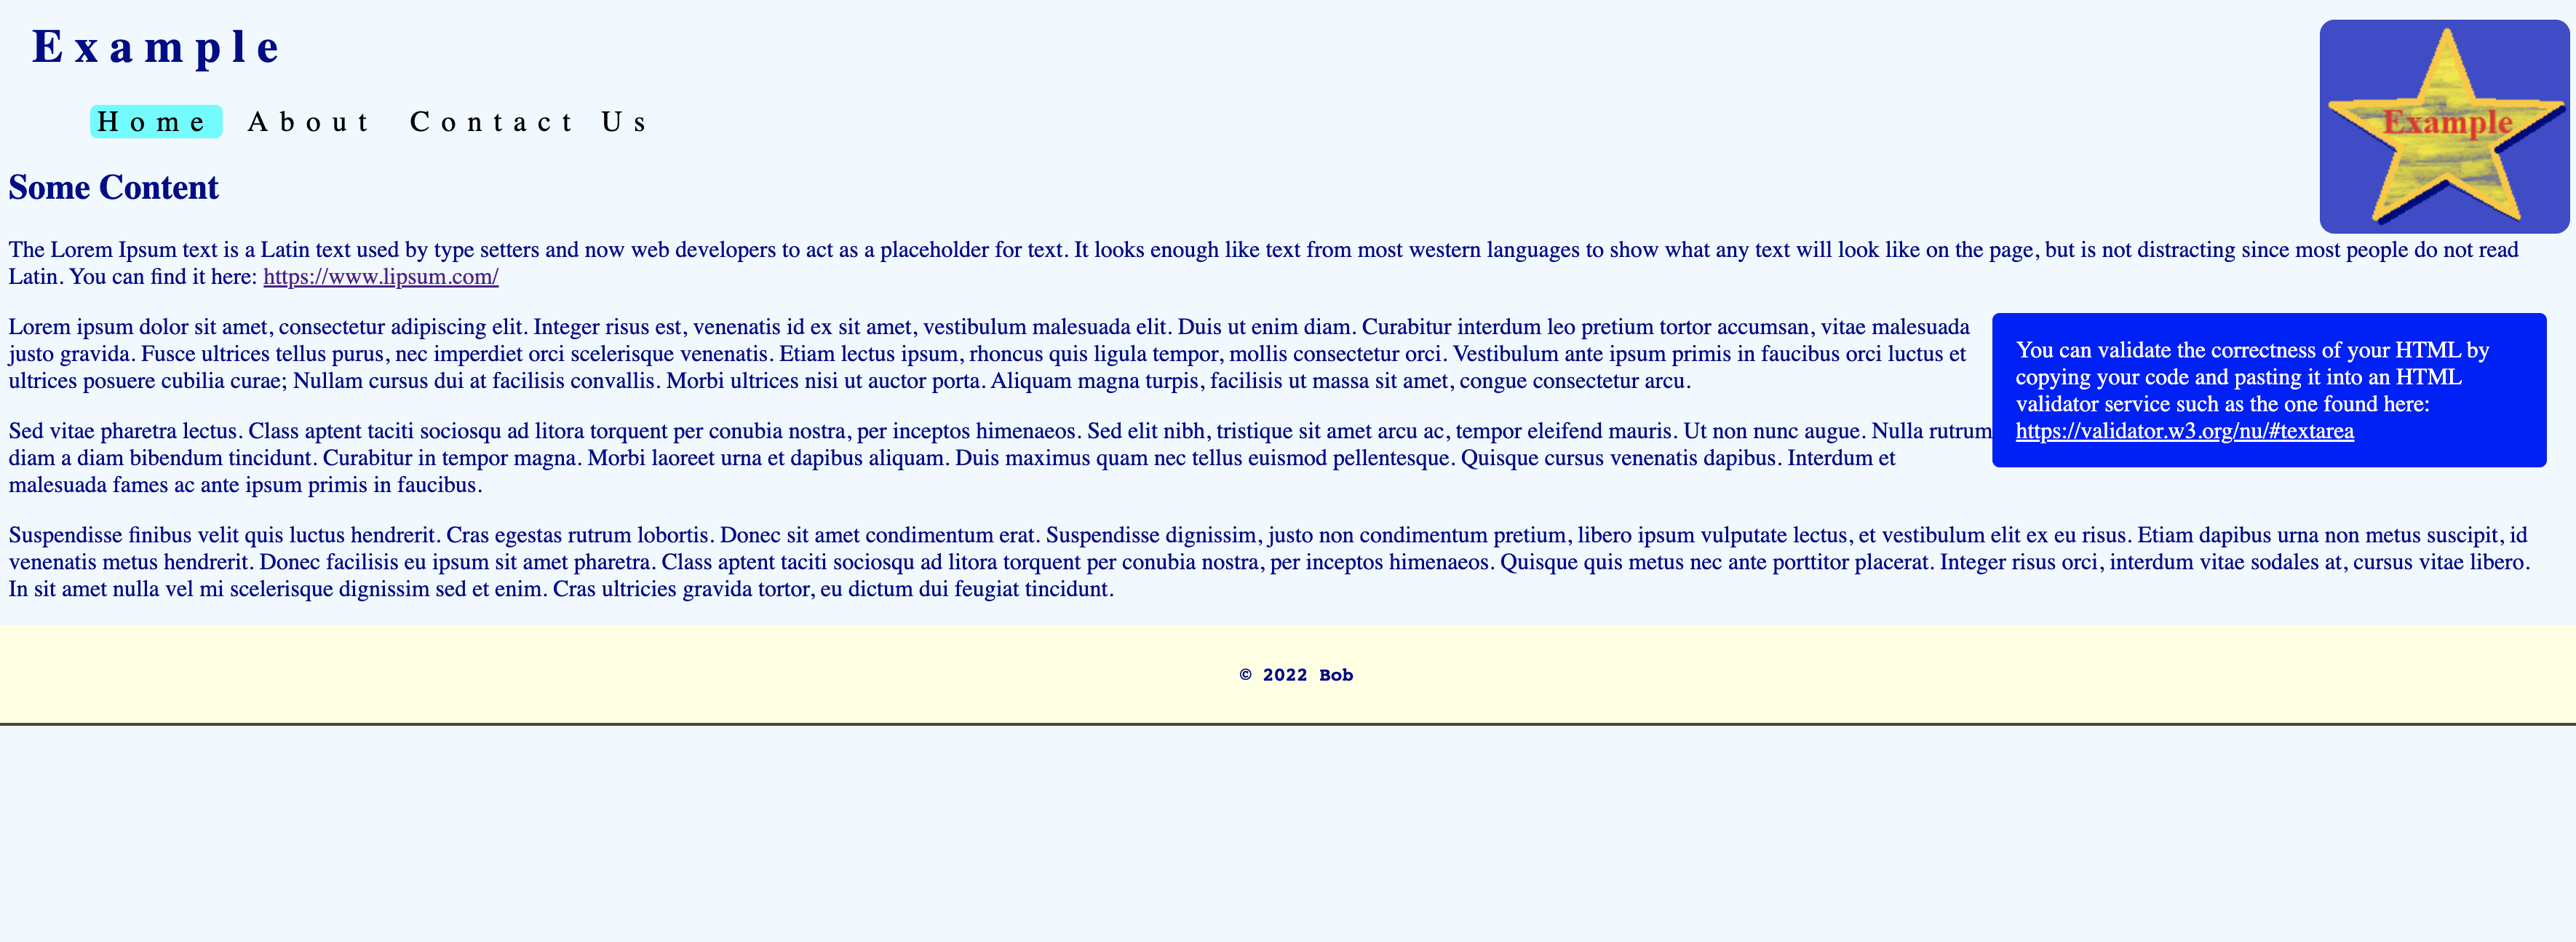 Example
Example
Home About Contact Us
Some Content
The Lorem Ipsum text is a Latin text used by type setters and now web developers to act as a placeholder for text. It looks enough like text from most western languages to show what any text will look like on the page, but is not distracting since most people do not read
Latin. You can find it here: https://www.lipsum.com/
Lorem ipsum dolor sit amet, consectetur adipiscing elit. Integer risus est, venenatis id ex sit amet, vestibulum malesuada elit. Duis ut enim diam. Curabitur interdum leo pretium tortor accumsan, vitae malesuada
justo gravida. Fusce ultrices tellus purus, nec imperdiet orci scelerisque venenatis. Etiam lectus ipsum, rhoncus quis ligula tempor, mollis consectetur orci. Vestibulum ante ipsum primis in faucibus orci luctus et
ultrices posuere cubilia curae; Nullam cursus dui at facilisis convallis. Morbi ultrices nisi ut auctor porta. Aliquam magna turpis, facilisis ut massa sit amet, congue consectetur arcu.
You can validate the correctness of your HTML by
copying your code and pasting it into an HTML
validator service such as the one found here:
https://validator.w3.org/nu/#textarea
Sed vitae pharetra lectus. Class aptent taciti sociosqu ad litora torquent per conubia nostra, per inceptos himenaeos. Sed elit nibh, tristique sit amet arcu ac, tempor eleifend mauris. Ut non nunc augue. Nulla rutrum
diam a diam bibendum tincidunt. Curabitur in tempor magna. Morbi laoreet urna et dapibus aliquam. Duis maximus quam nec tellus euismod pellentesque. Quisque cursus venenatis dapibus. Interdum et
malesuada fames ac ante ipsum primis in faucibus.
Suspendisse finibus velit quis luctus hendrerit. Cras egestas rutrum lobortis. Donec sit amet condimentum erat. Suspendisse dignissim, justo non condimentum pretium, libero ipsum vulputate lectus, et vestibulum elit ex eu risus. Etiam dapibus urna non metus suscipit, id
venenatis metus hendrerit. Donec facilisis eu ipsum sit amet pharetra. Class aptent taciti sociosqu ad litora torquent per conubia nostra, per inceptos himenaeos. Quisque quis metus nec ante porttitor placerat. Integer risus orci, interdum vitae sodales at, cursus vitae libero.
In sit amet nulla vel mi scelerisque dignissim sed et enim. Cras ultricies gravida tortor, eu dictum dui feugiat tincidunt.
© 2022 Bob